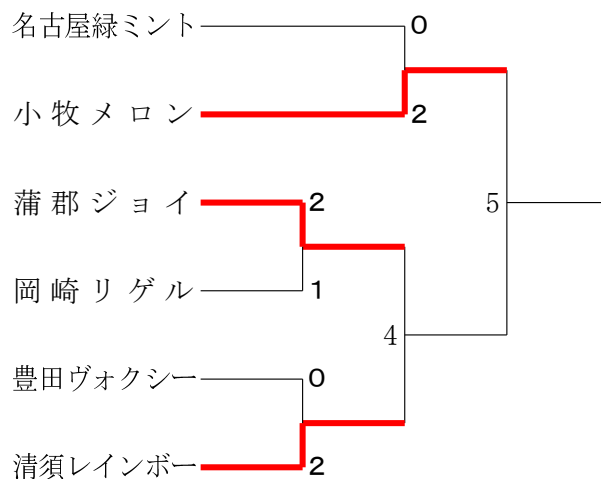 名古屋緑ミント
0
小牧メロン
2
蒲郡ジョイ
2
5
岡崎リゲル
1
4
豊田ヴォクシー
0
清須レインボー
2